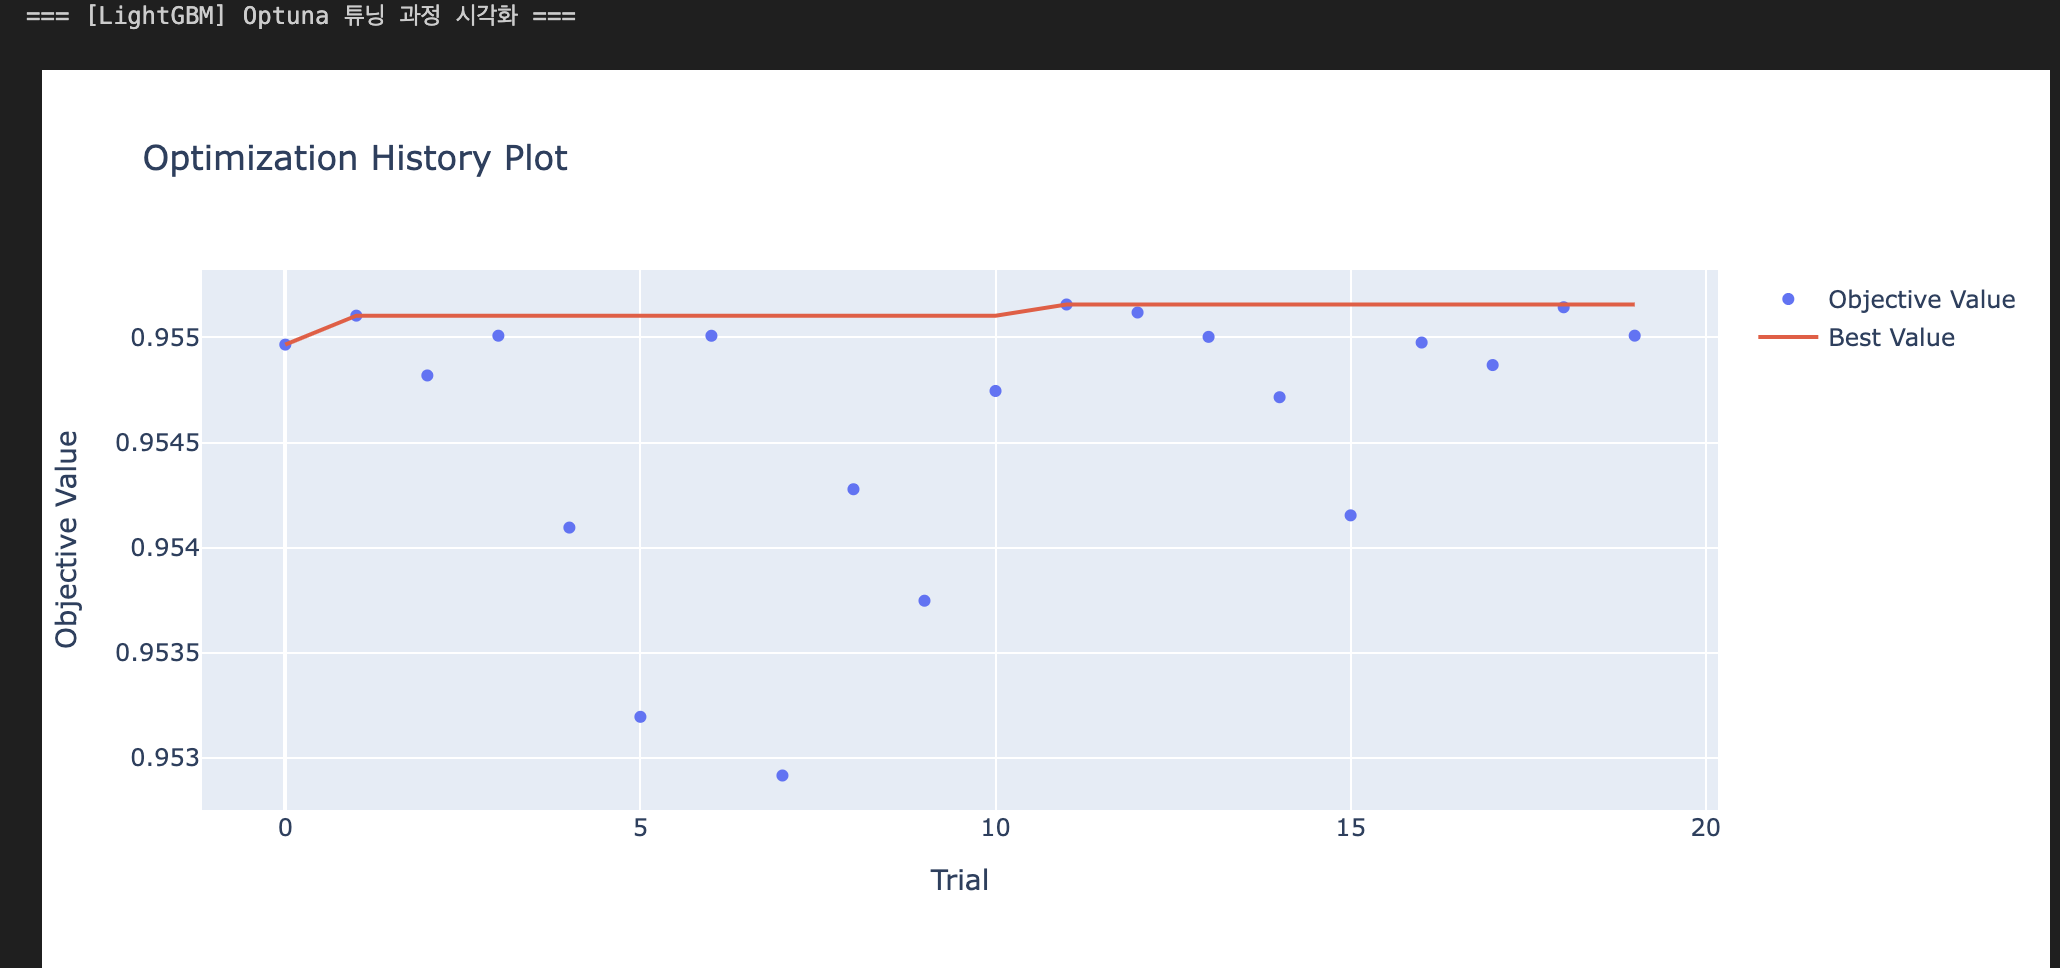 === [LightGBM] Optuna 튜닝 과정 시각화 ===
Optimization History Plot
Objective Value
Best Value
0.955
0.9545
0.954
0.9535
0.953
Objective Value
0 5 10 15 20
Trial